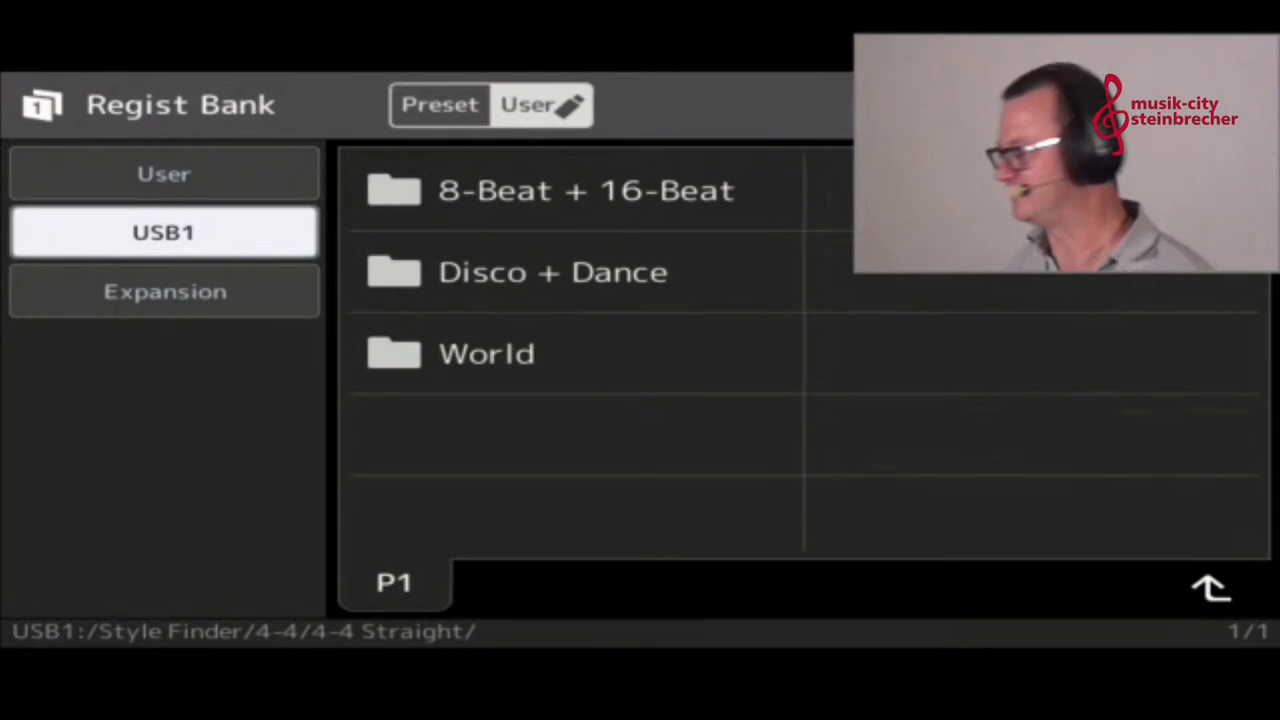 1 Regist Bank
Preset User
User
USB1
Expansion
8-Beat + 16-Beat
Disco + Dance
World
P1
USB1:/Style Finder/4-4/4-4 Straight/
1/1
musik-city
steinbrecher